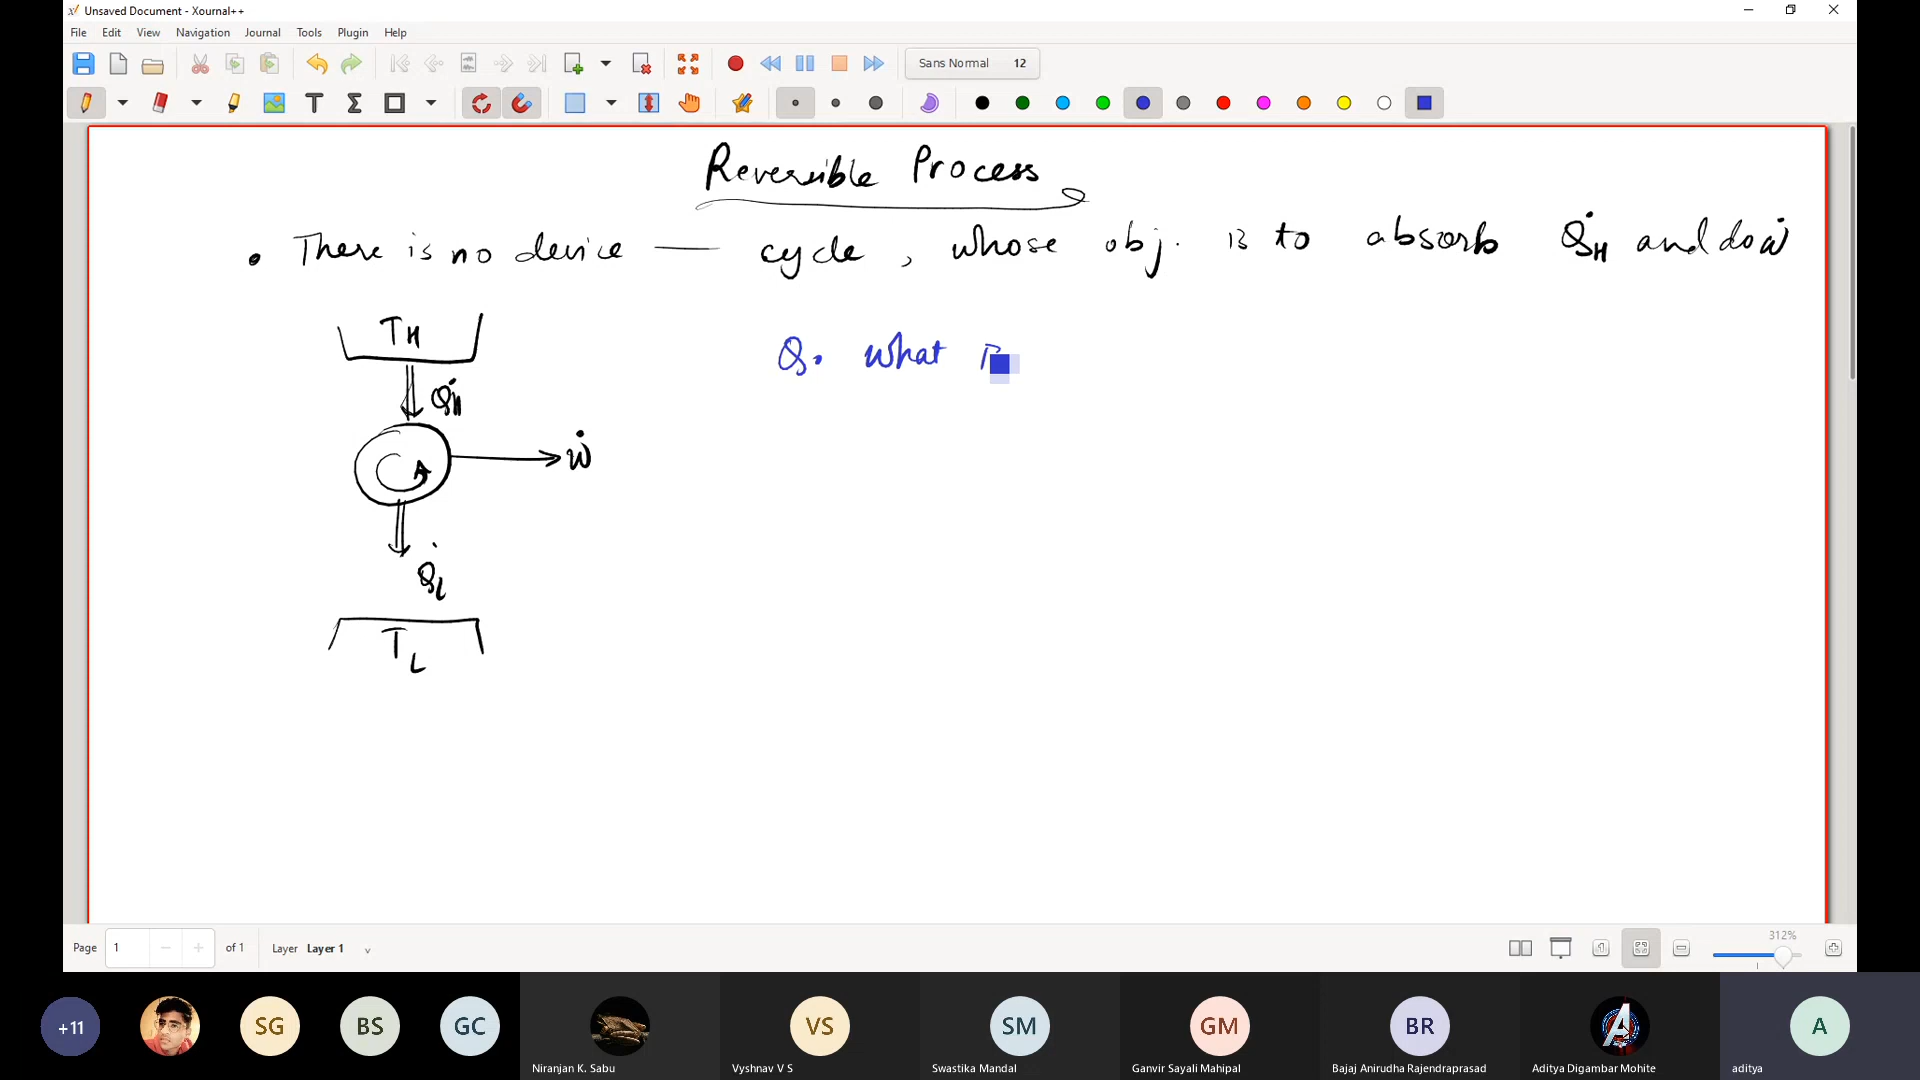 Unsaved Document - Xournal++
File Edit View Navigation Journal Tools Plugin Help
Sans Normal 12
Reversible Process
• There is no device — cycle, whose obj. is to absorb Q̇H and do ẇ
TH
Q. What
Q̇H
ẇ
Q̇L
TL
Page 1 of 1 Layer Layer 1
312%
+11 SG BS GC VS SM GM BR A
Niranjan K. Sabu Vyshnav V S Swastika Mandal Ganvir Sayali Mahipal Bajaj Anirudha Rajendraprasad Aditya Digambar Mohite aditya